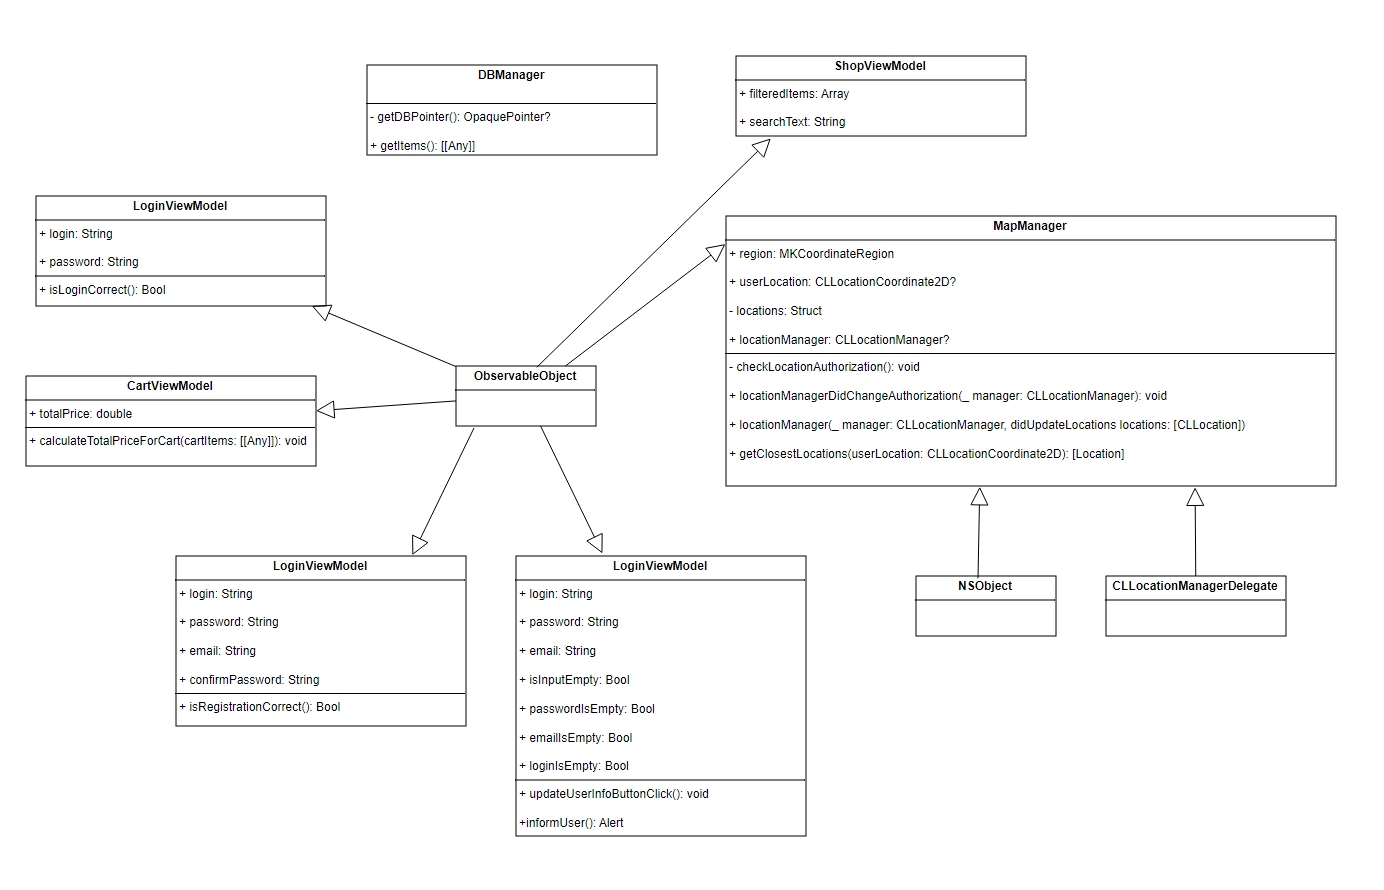 DBManager
- getDBPointer(): OpaquePointer?
+ getItems(): [[Any]]
ShopViewModel
+ filteredItems: Array
+ searchText: String
LoginViewModel
+ login: String
+ password: String
+ isLoginCorrect(): Bool
MapManager
+ region: MKCoordinateRegion
+ userLocation: CLLocationCoordinate2D?
- locations: Struct
+ locationManager: CLLocationManager?
- checkLocationAuthorization(): void
+ locationManagerDidChangeAuthorization(_ manager: CLLocationManager): void
+ locationManager(_ manager: CLLocationManager, didUpdateLocations locations: [CLLocation])
+ getClosestLocations(userLocation: CLLocationCoordinate2D): [Location]
ObservableObject
CartViewModel
+ totalPrice: double
+ calculateTotalPriceForCart(cartItems: [[Any]]): void
LoginViewModel
+ login: String
+ password: String
+ email: String
+ confirmPassword: String
+ isRegistrationCorrect(): Bool
LoginViewModel
+ login: String
+ password: String
+ email: String
+ isInputEmpty: Bool
+ passwordIsEmpty: Bool
+ emailIsEmpty: Bool
+ loginIsEmpty: Bool
+ updateUserInfoButtonClick(): void
+informUser(): Alert
NSObject
CLLocationManagerDelegate